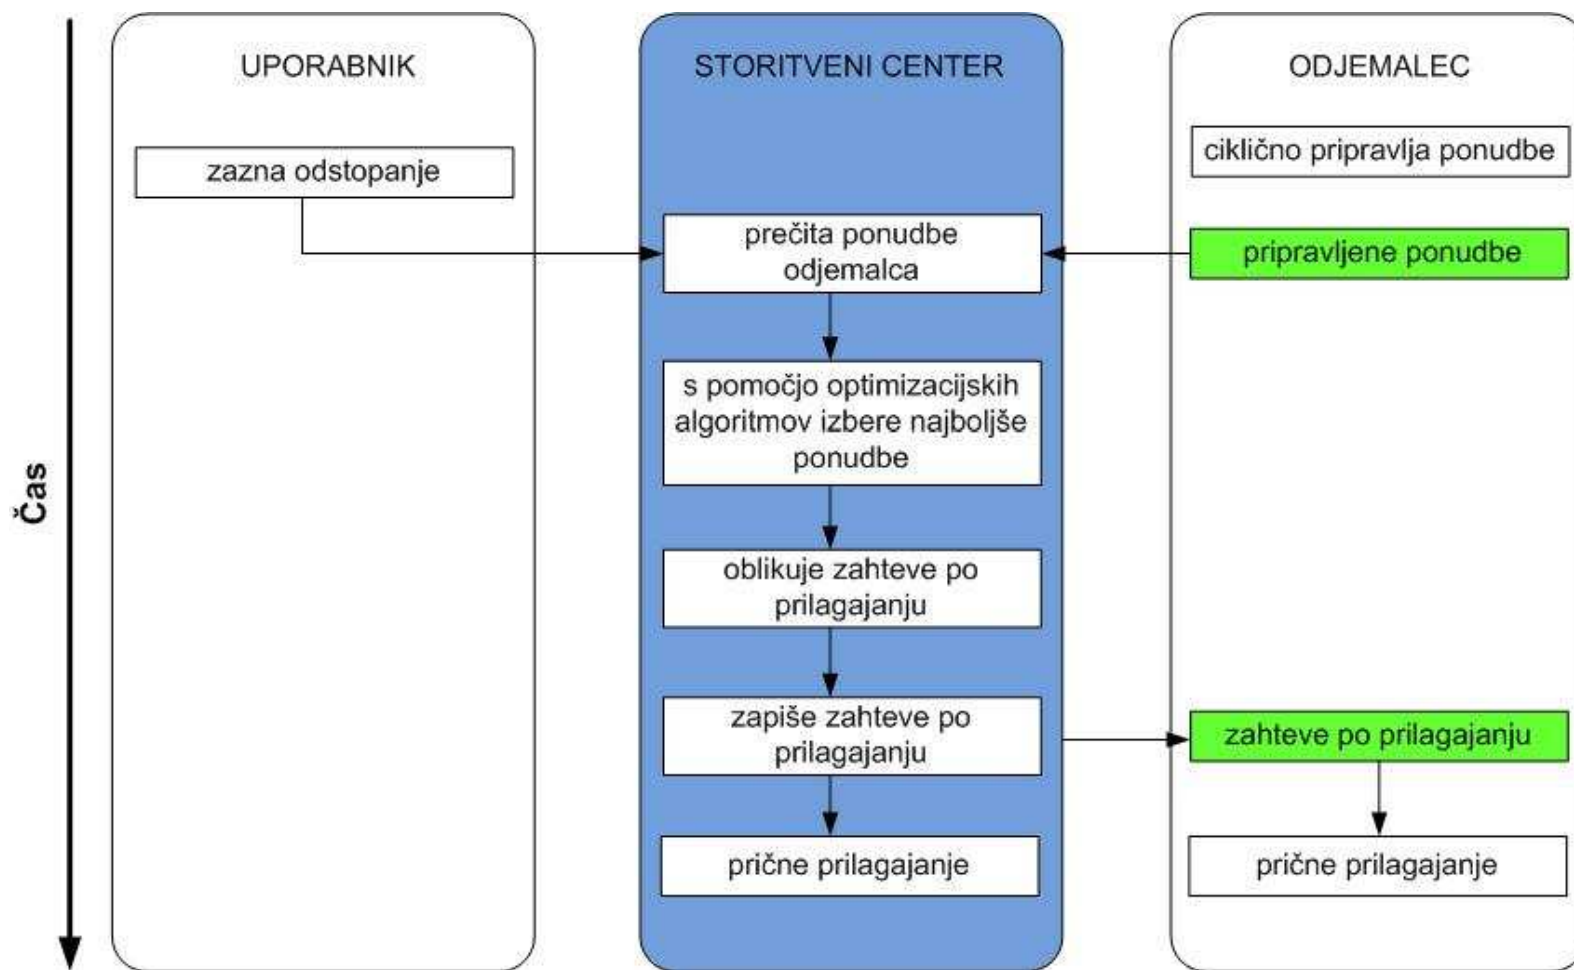 UPORABNIK
zazna odstopanje
STORITVENI CENTER
prečita ponudbe
odjemalca
s pomočjo optimizacijskih
algoritmov izbere najboljše
ponudbe
oblikuje zahteve po
prilagajanju
zapiše zahteve po
prilagajanju
prične prilagajanje
ODJEMALEC
ciklično pripravlja ponudbe
pripravljene ponudbe
zahteve po prilagajanju
prične prilagajanje
Čas